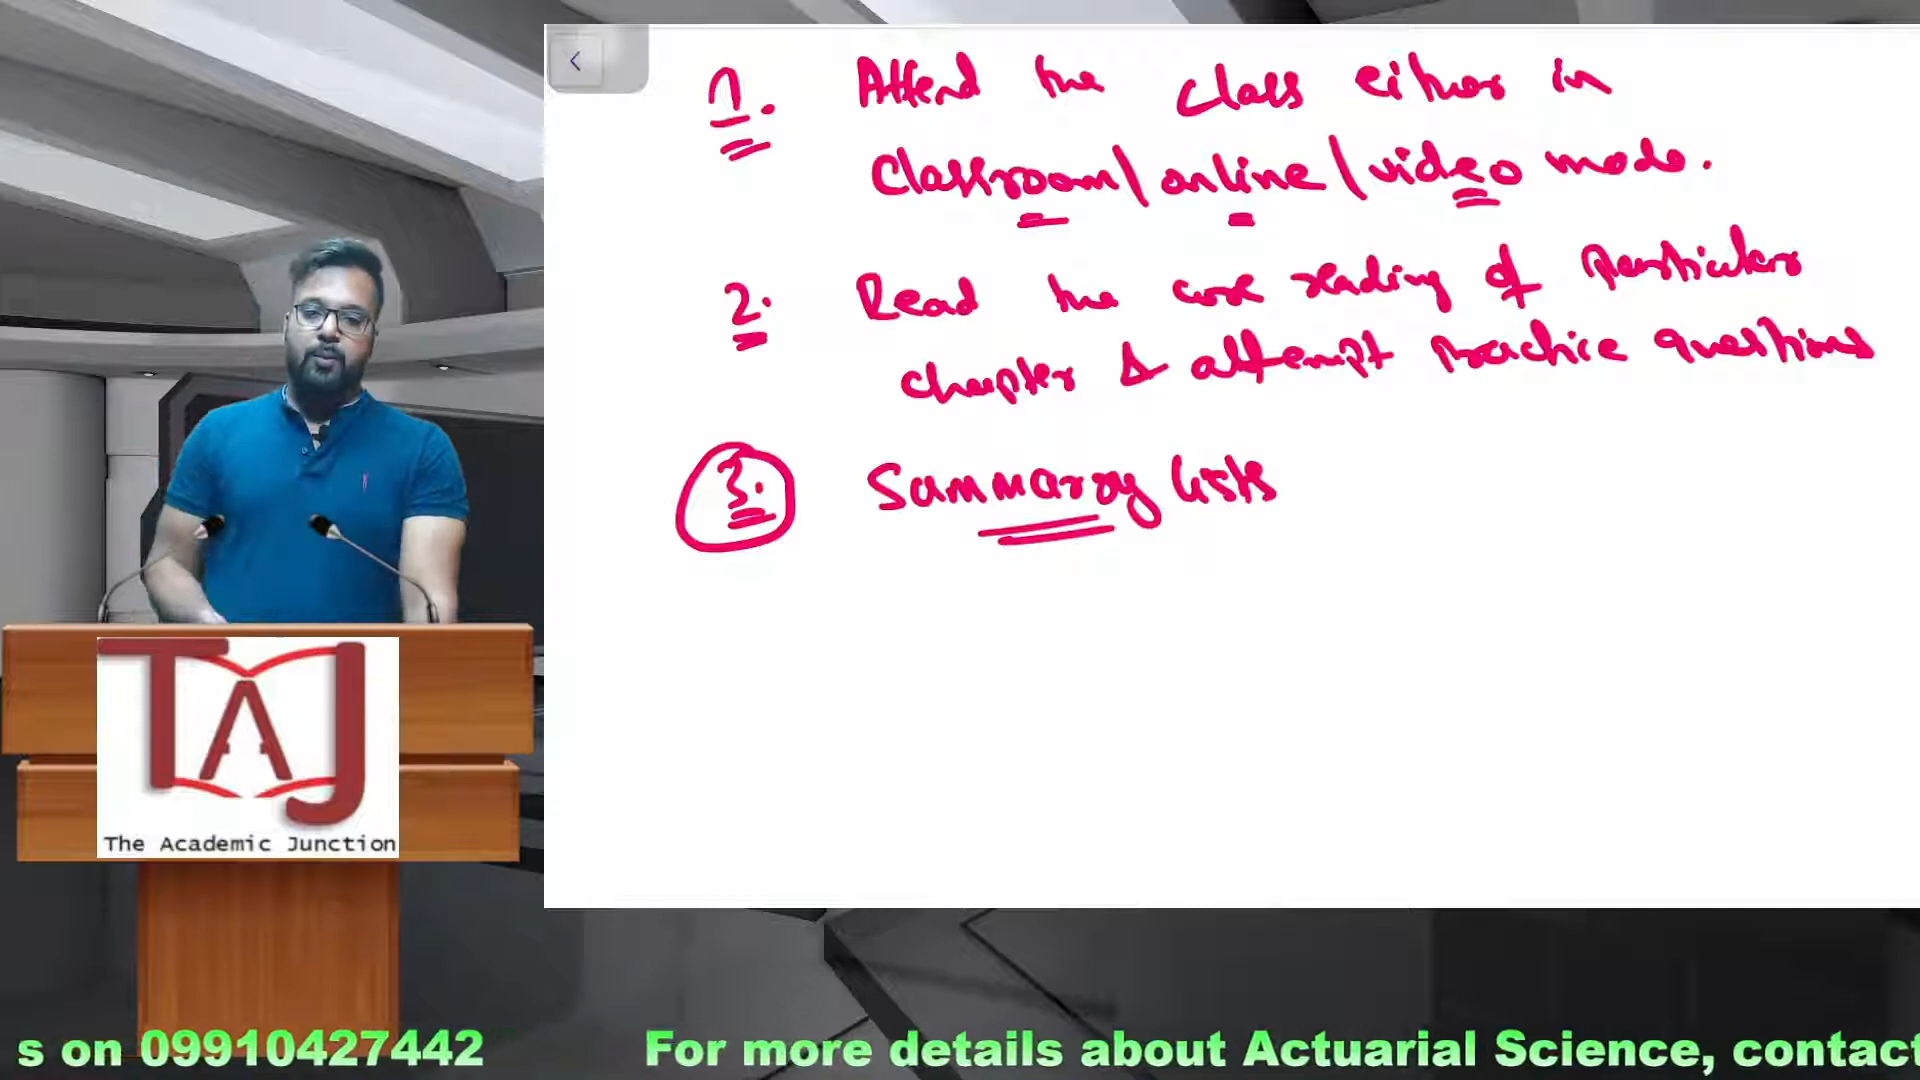 1. Attend the class either in
classroom/online/video mode.
2. Read the core reading of particular
chapter & attempt practice questions
3. Summary lists
TAJ
The Academic Junction
s on 09910427442 For more details about Actuarial Science, contact